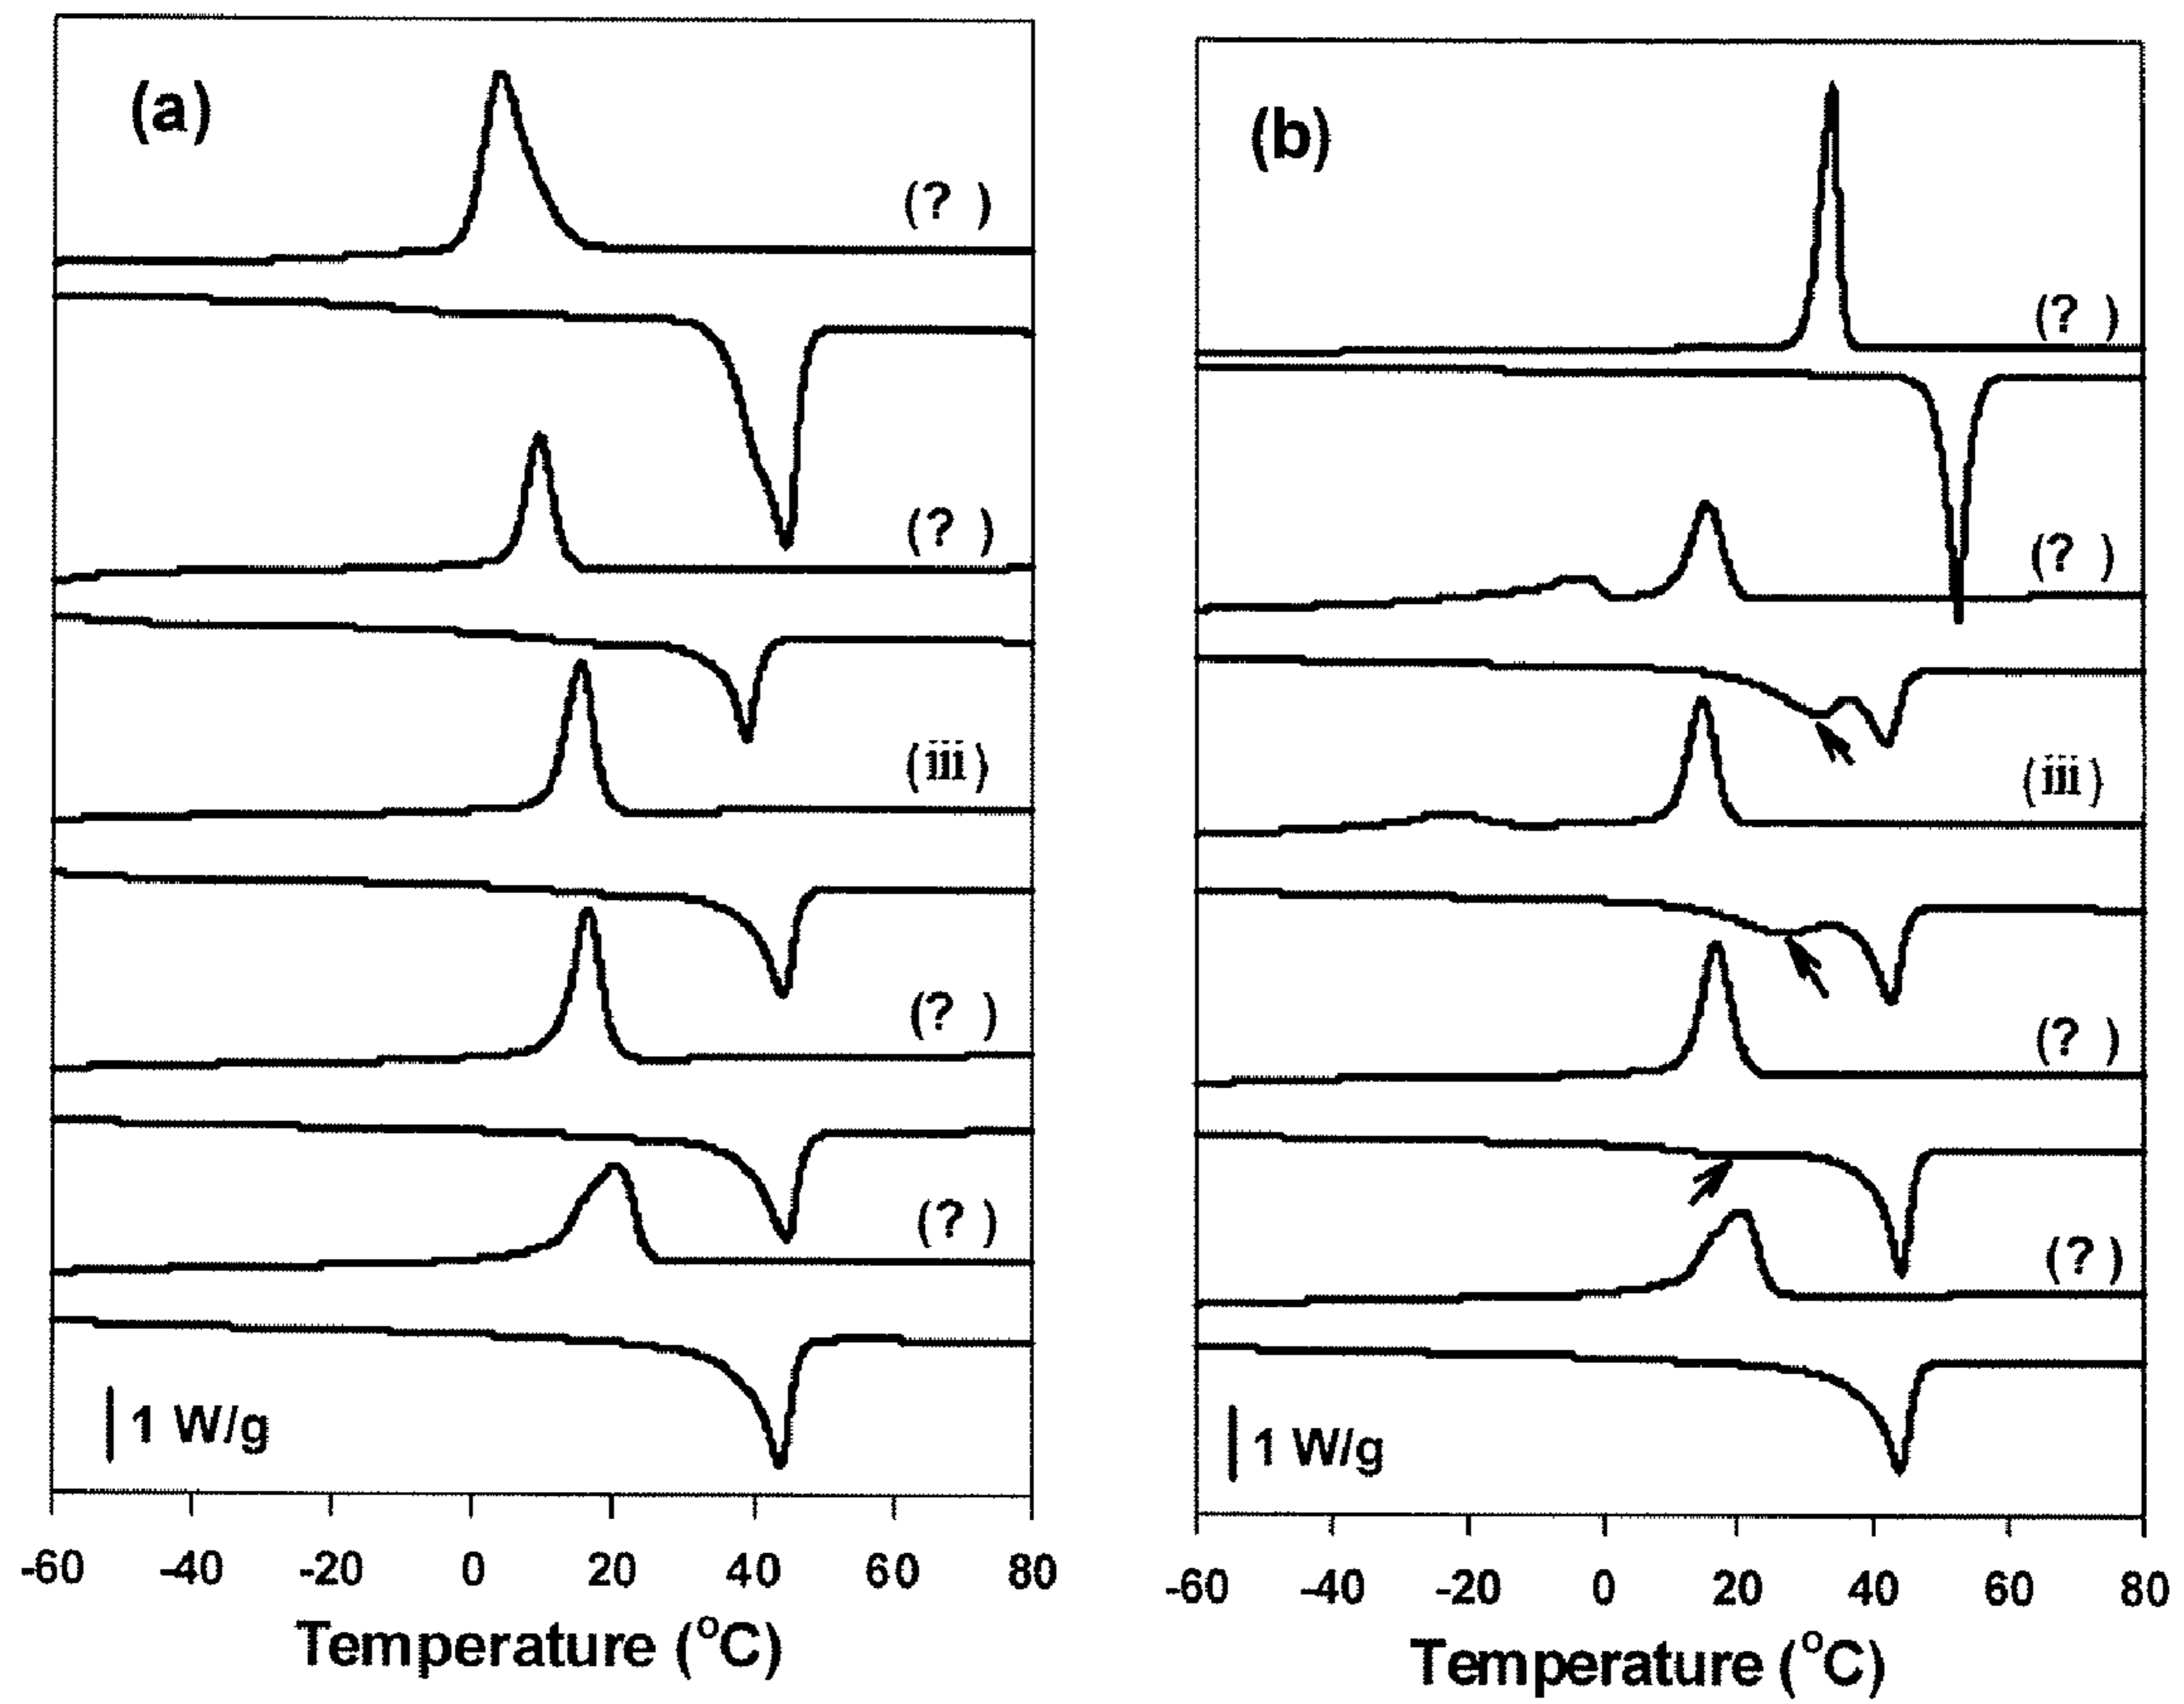 (a)
(? )
(? )
(iii)
(? )
(? )
1 W/g
-60 -40 -20 0 20 40 60 80
Temperature (°C)
(b)
(? )
(? )
(iii)
(? )
(? )
1 W/g
-60 -40 -20 0 20 40 60 80
Temperature (°C)